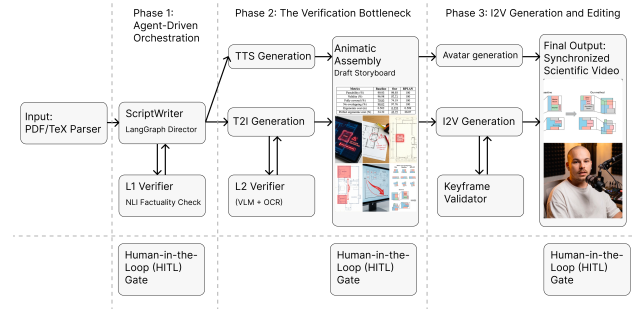 Phase 1:
Agent-Driven
Orchestration
Phase 2: The Verification Bottleneck
Phase 3: I2V Generation and Editing
Input:
PDF/TeX Parser
ScriptWriter
LangGraph Director
L1 Verifier
NLI Factuality Check
TTS Generation
T2I Generation
L2 Verifier
(VLM + OCR)
Animatic
Assembly
Draft Storyboard
Avatar generation
I2V Generation
Keyframe
Validator
Final Output:
Synchronized
Scientific Video
Human-in-the-
Loop (HITL)
Gate
Human-in-the-
Loop (HITL)
Gate
Human-in-the-
Loop (HITL)
Gate